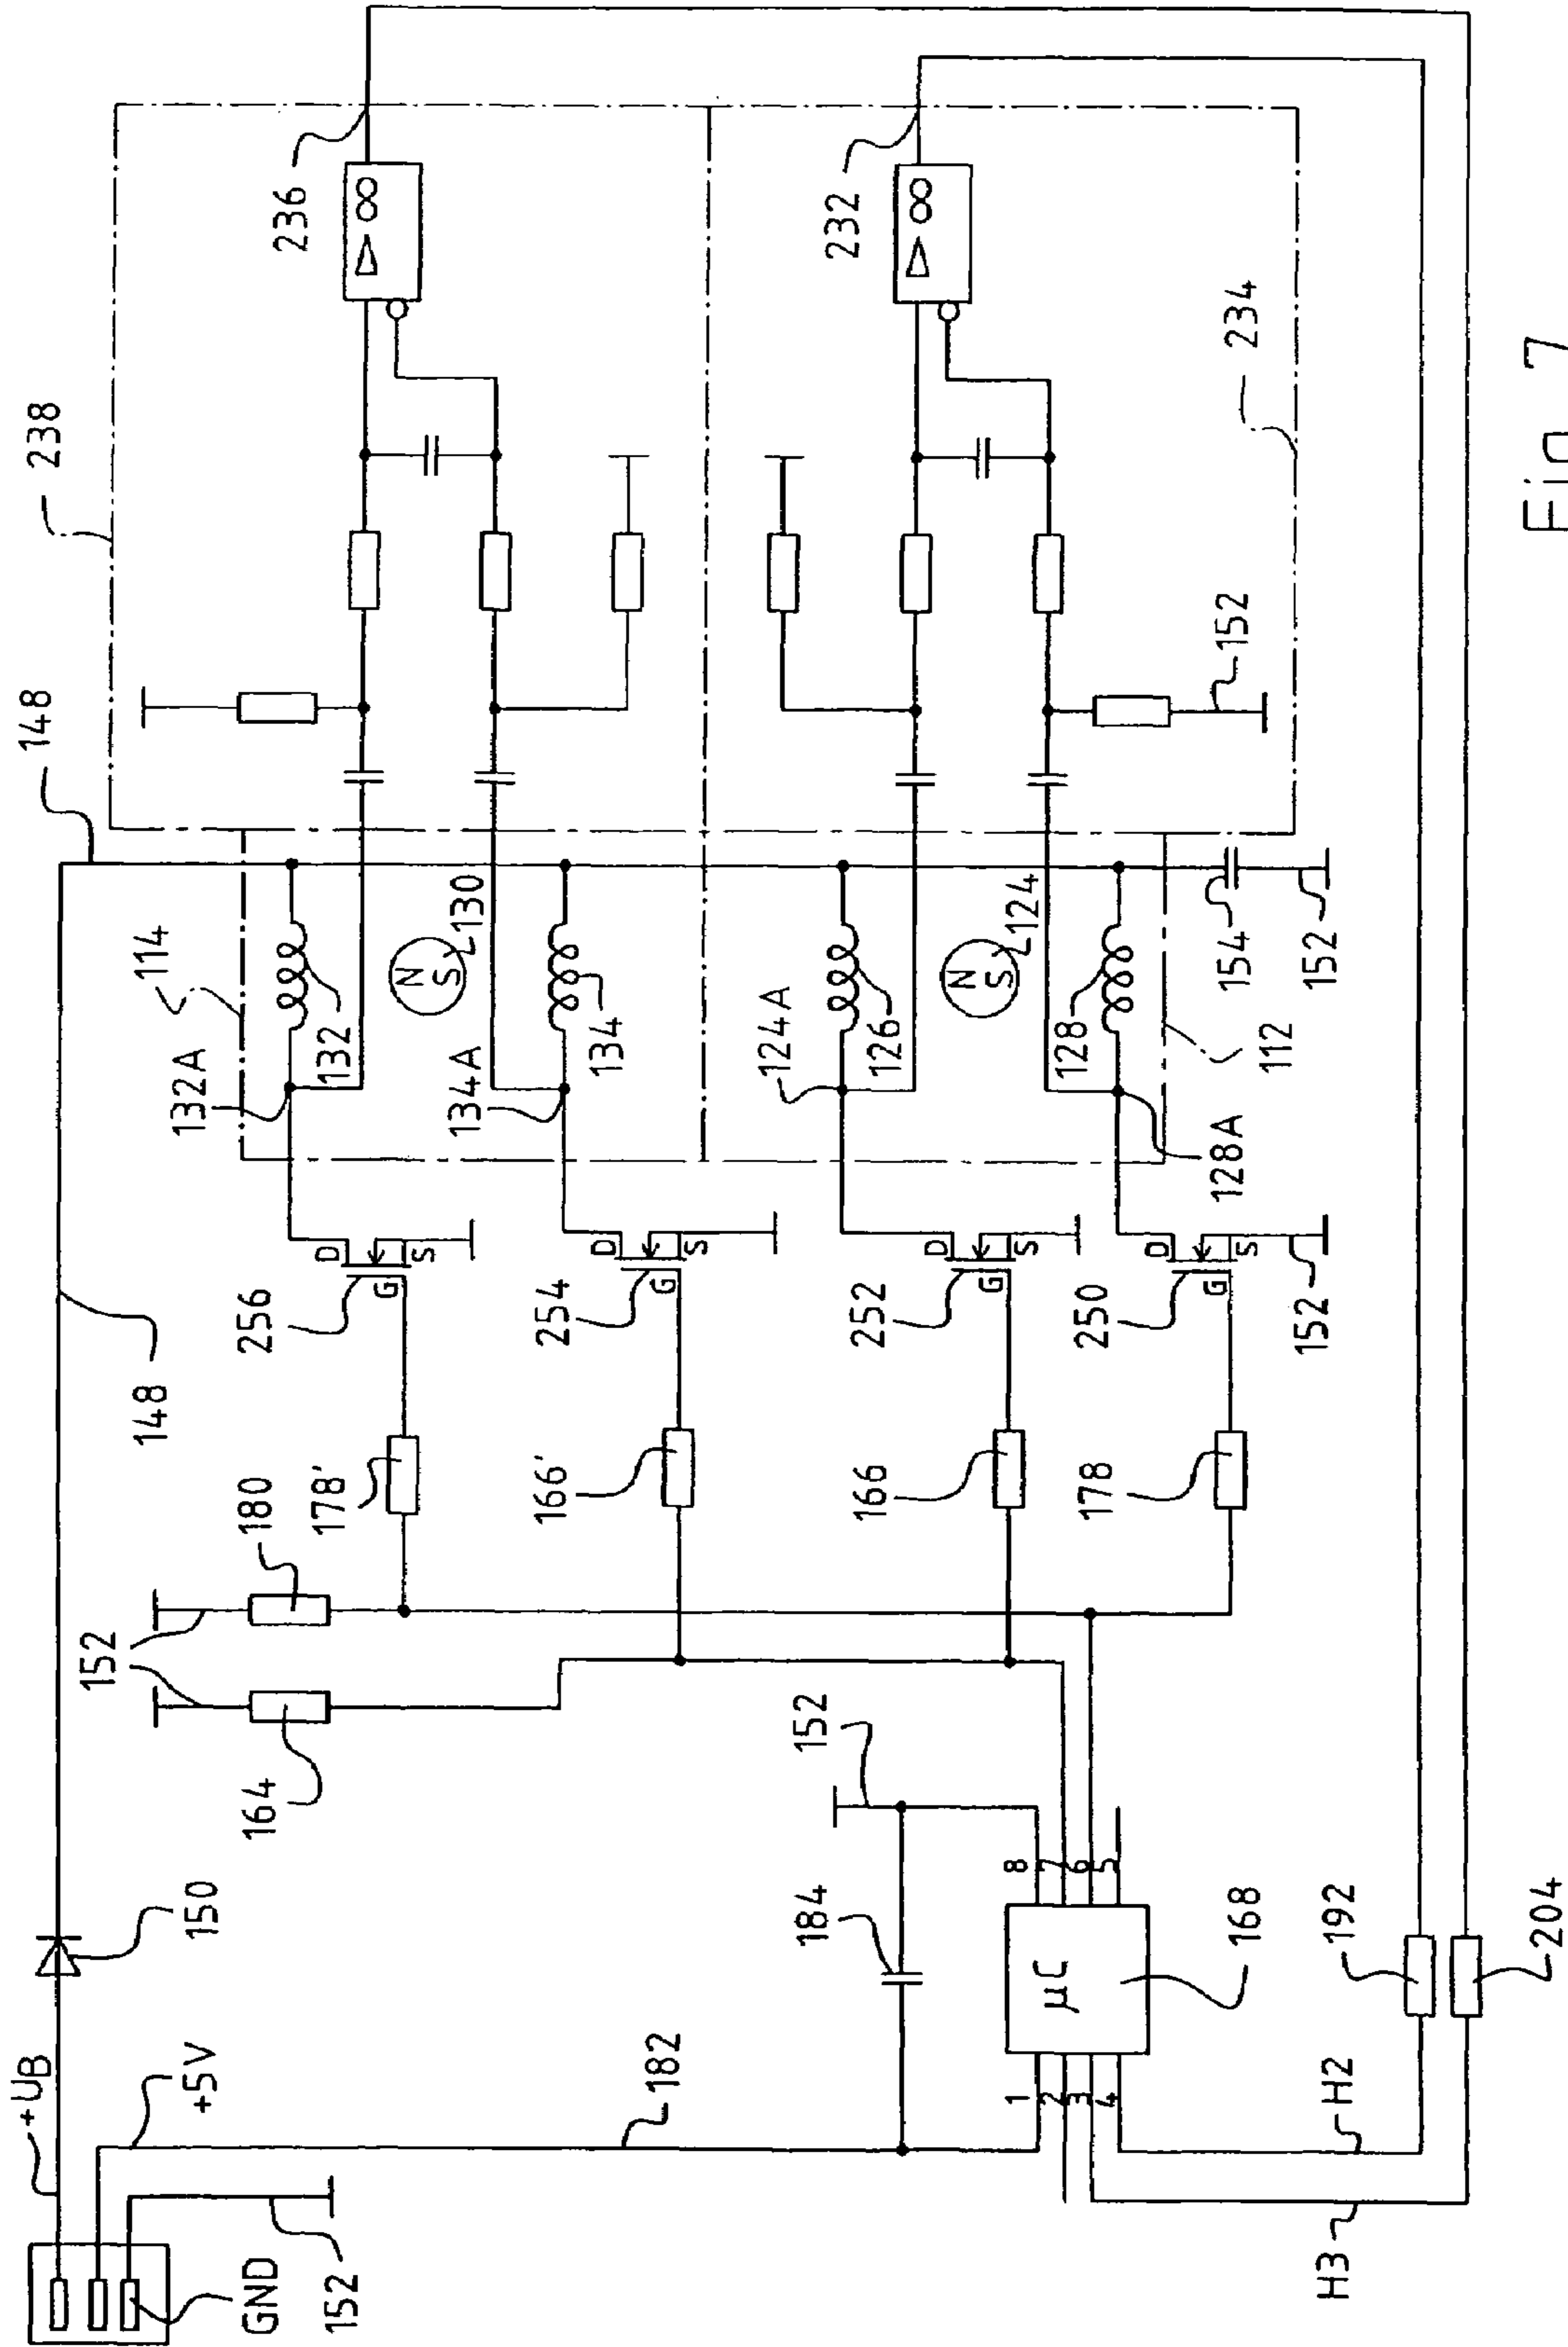 +UB
150
148
148
238
+5V
GND
152
182
164
152
180
178'
256
D
G
S
132A
114
132
N
S
130
236
▷ ∞
166'
254
D
G
S
134A
134
184
152
166
252
D
G
S
124A
126
N
S
124
232
▷ ∞
µC
1
2
3
4
8
7
6
5
168
178
250
D
G
S
152
128A
128
112
154
152
152
234
H2
H3
192
204
Fig. 7